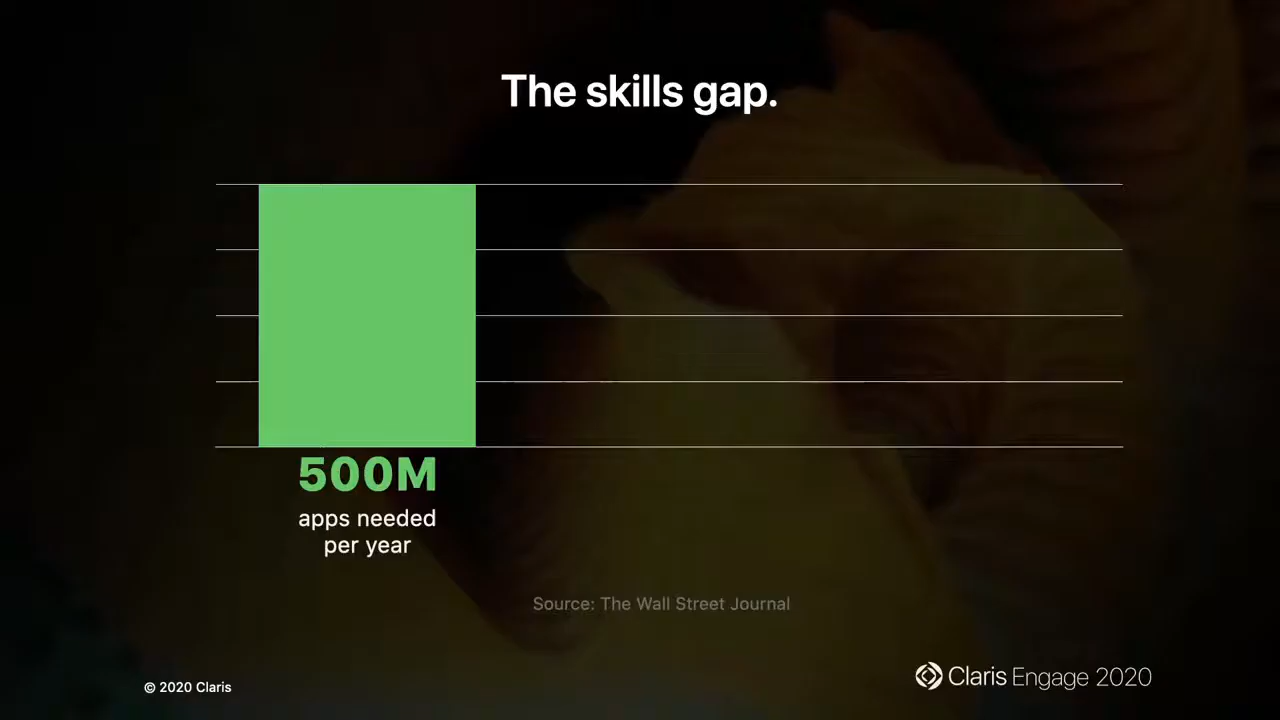 The skills gap.
500M
apps needed
per year
Source: The Wall Street Journal
© 2020 Claris
Claris Engage 2020